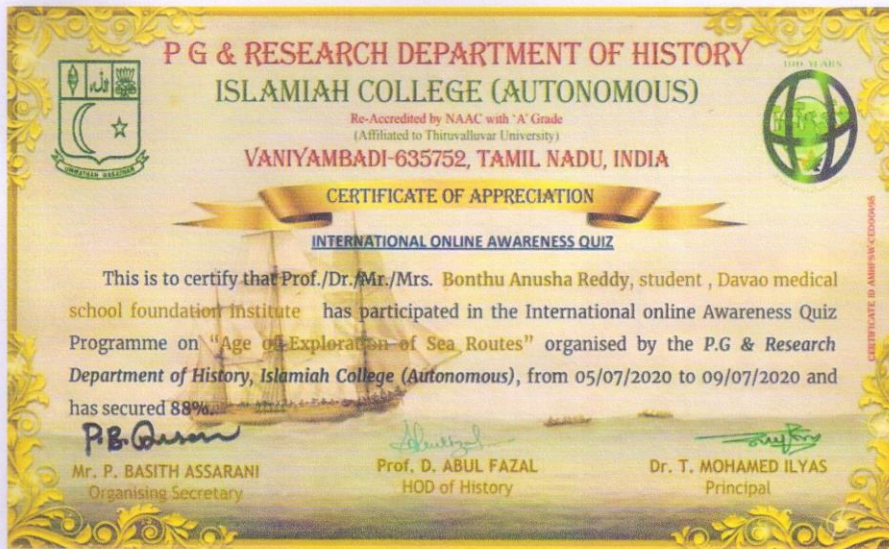 P G & RESEARCH DEPARTMENT OF HISTORY
ISLAMIAH COLLEGE (AUTONOMOUS)
Re-Accredited by NAAC with 'A' Grade
(Affiliated to Thiruvalluvar University)
VANIYAMBADI-635752, TAMIL NADU, INDIA
100 YEARS
CERTIFICATE OF APPRECIATION
INTERNATIONAL ONLINE AWARENESS QUIZ
This is to certify that Prof./Dr./Mr./Mrs. Bonthu Anusha Reddy, student , Davao medical
school foundation institute has participated in the International online Awareness Quiz
Programme on “Age of Exploration of Sea Routes” organised by the P.G & Research
Department of History, Islamiah College (Autonomous), from 05/07/2020 to 09/07/2020 and
has secured 88%.
Mr. P. BASITH ASSARANI
Organising Secretary
Prof. D. ABUL FAZAL
HOD of History
Dr. T. MOHAMED ILYAS
Principal